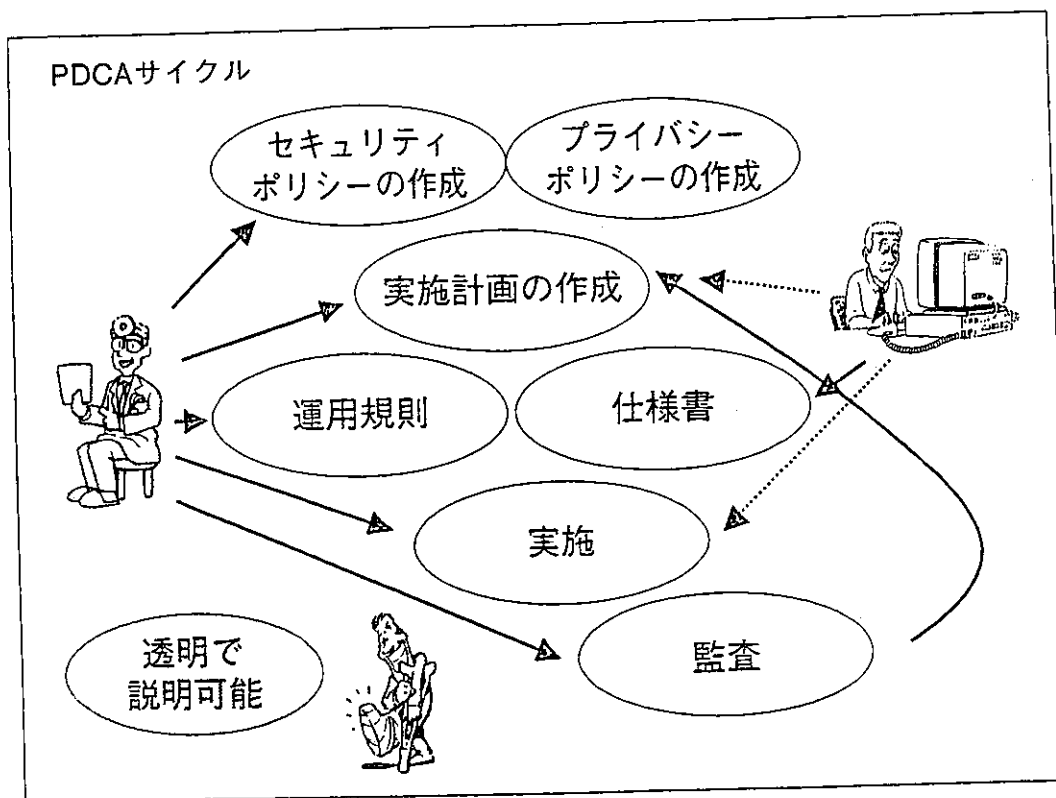 PDCAサイクル
セキュリティ
ポリシーの作成
プライバシー
ポリシーの作成
実施計画の作成
運用規則
仕様書
実施
監査
透明で
説明可能